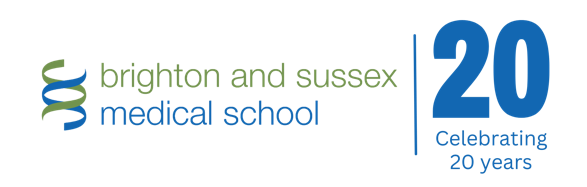 brighton and sussex
medical school
20
Celebrating
20 years